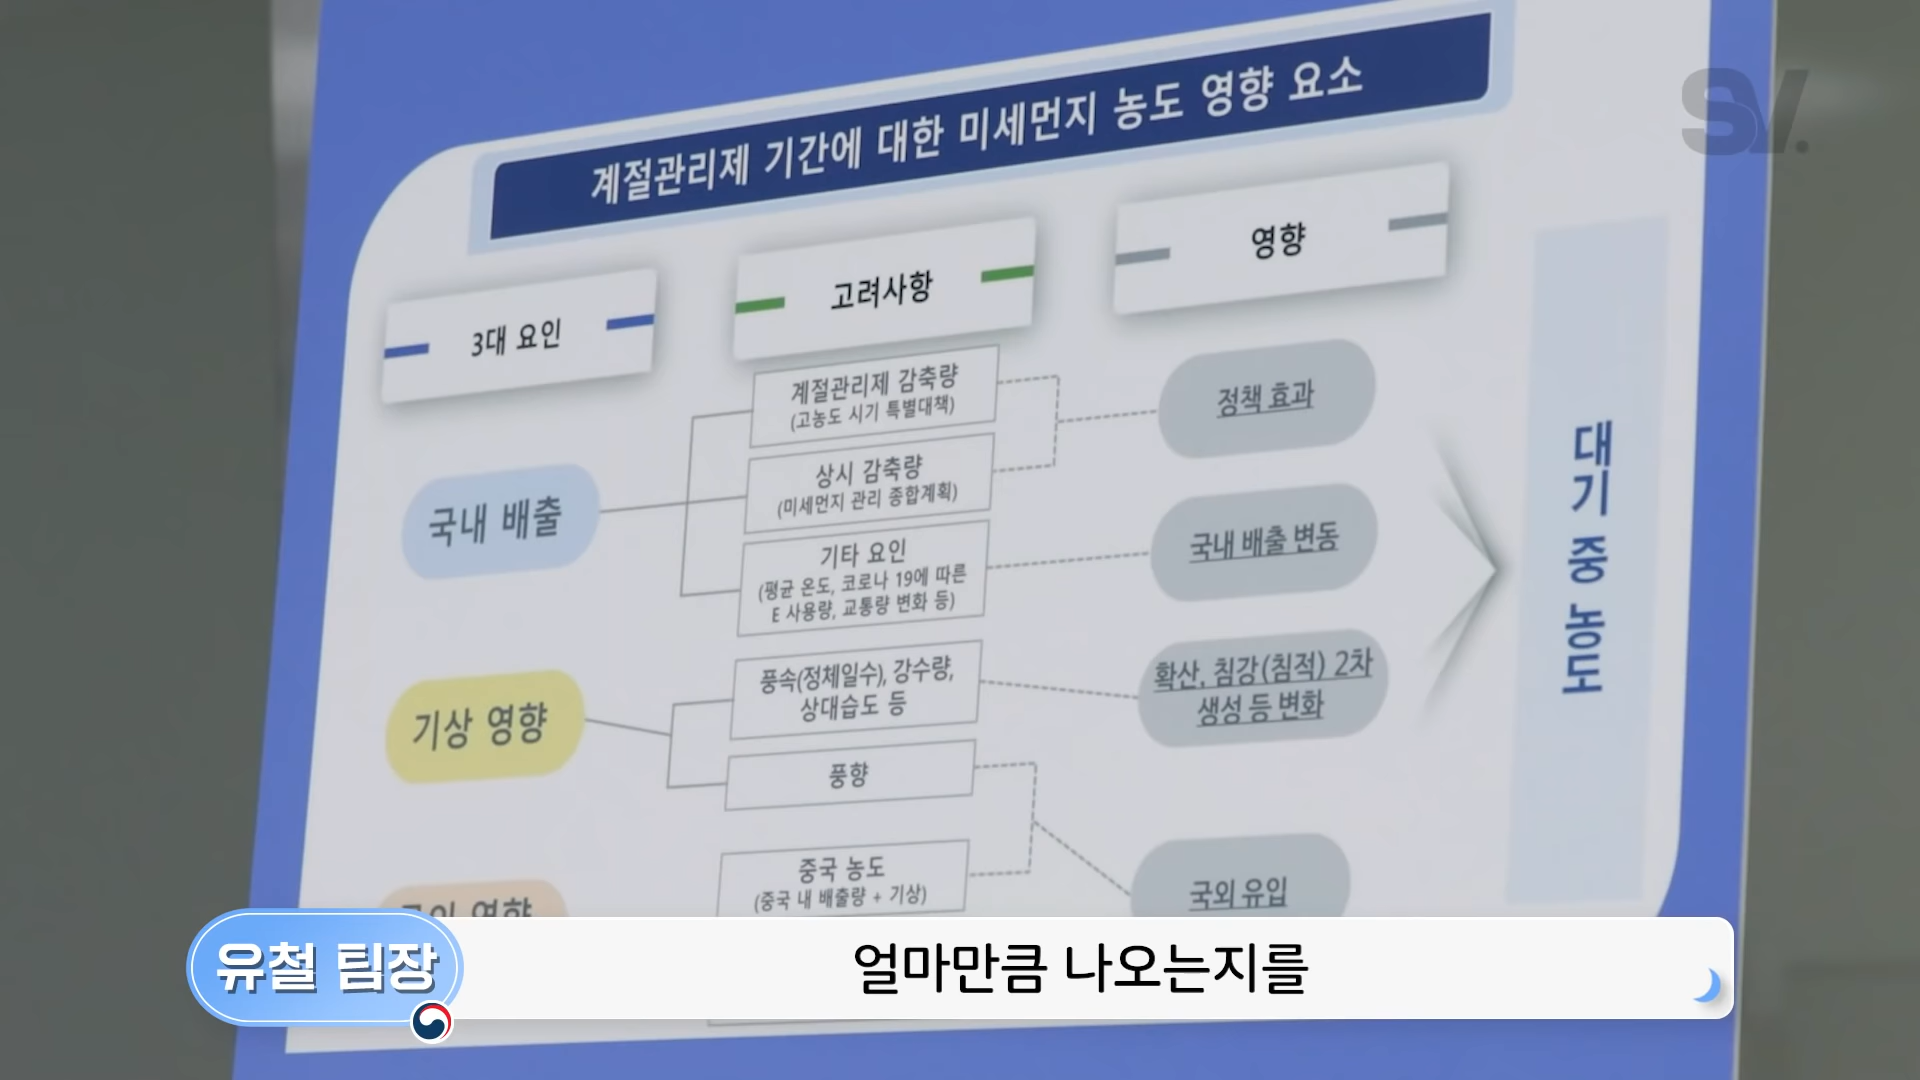 계절관리제 기간에 대한 미세먼지 농도 영향 요소
SV.
3대 요인
고려사항
영향
계절관리제 감축량
(고농도 시기 특별대책)
정책 효과
국내 배출
상시 감축량
(미세먼지 관리 종합계획)
기타 요인
(평균 온도, 코로나 19에 따른
E 사용량, 교통량 변화 등)
국내 배출 변동
기상 영향
풍속(정체일수), 강수량,
상대습도 등
확산, 침강(침적) 2차
생성 등 변화
풍향
중국 농도
(중국 내 배출량 + 기상)
국외 유입
대기 중 농도
영향
유철 팀장
얼마만큼 나오는지를